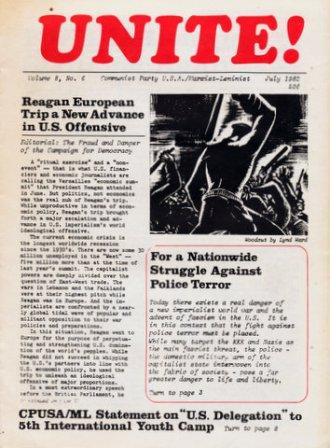 UNITE!
Volume 8, No. 6 Communist Party U.S.A./Marxist-Leninist July 1982
50¢
Reagan European
Trip a New Advance
in U.S. Offensive
Editorial: The Fraud and Danger
of the Campaign for Democracy
A "ritual exercise" and a "non-
event" — that is what U.S. finan-
ciers and economic journalists are
calling the Versailles "economic sum-
mit" that President Reagan attended
in June. But politics, not economics
was the real sub of Reagan's trip.
While unproductive in terms of econ-
omic policy, Reagan's trip brought
forth a major escalation and ad-
vance in U.S. imperialism's world
ideological offensive.
The current economic crisis is
the longest worldwide recession
since the 1930's. There are now some 30
million unemployed in the "West" —
five million more than at the time of
last year's summit. The capitalist
powers are deeply divided over the
question of East-West trade. The
wars in Lebanon and the Falklands
were at their highest pitch while
Reagan was in Europe. And the im-
perialists are confronted by a near-
ly global tidal wave of popular and
militant opposition to their war
policies and preparations.
In this situation, Reagan went to
Europe for the purpose of perpetuat-
ing and strengthening U.S. domina-
tion of the world's peoples. While
Reagan did not succeed in whipping
the U.S.'s partners into line with
U.S. economic policy, he used the
trip to unleash an ideological
offensive of major proportions.
In a most extraordinary speech
before the British Parliament, he
Woodcut by Lynd Ward
For a Nationwide
Struggle Against
Police Terror
Today there exists a real danger of
a new imperialist world war and the
advent of fascism in the U.S. It is
in this context that the fight against
police terror must be placed.
While many target the KKK and Nazis as
the main fascist threat, the police -
the domestic military arm of the
capitalist state interwoven into
the fabric of society - pose a far
greater danger to life and liberty.
Turn to page 3
CPUSA/ML Statement on "U.S. Delegation" to
5th International Youth Camp Turn to page 8